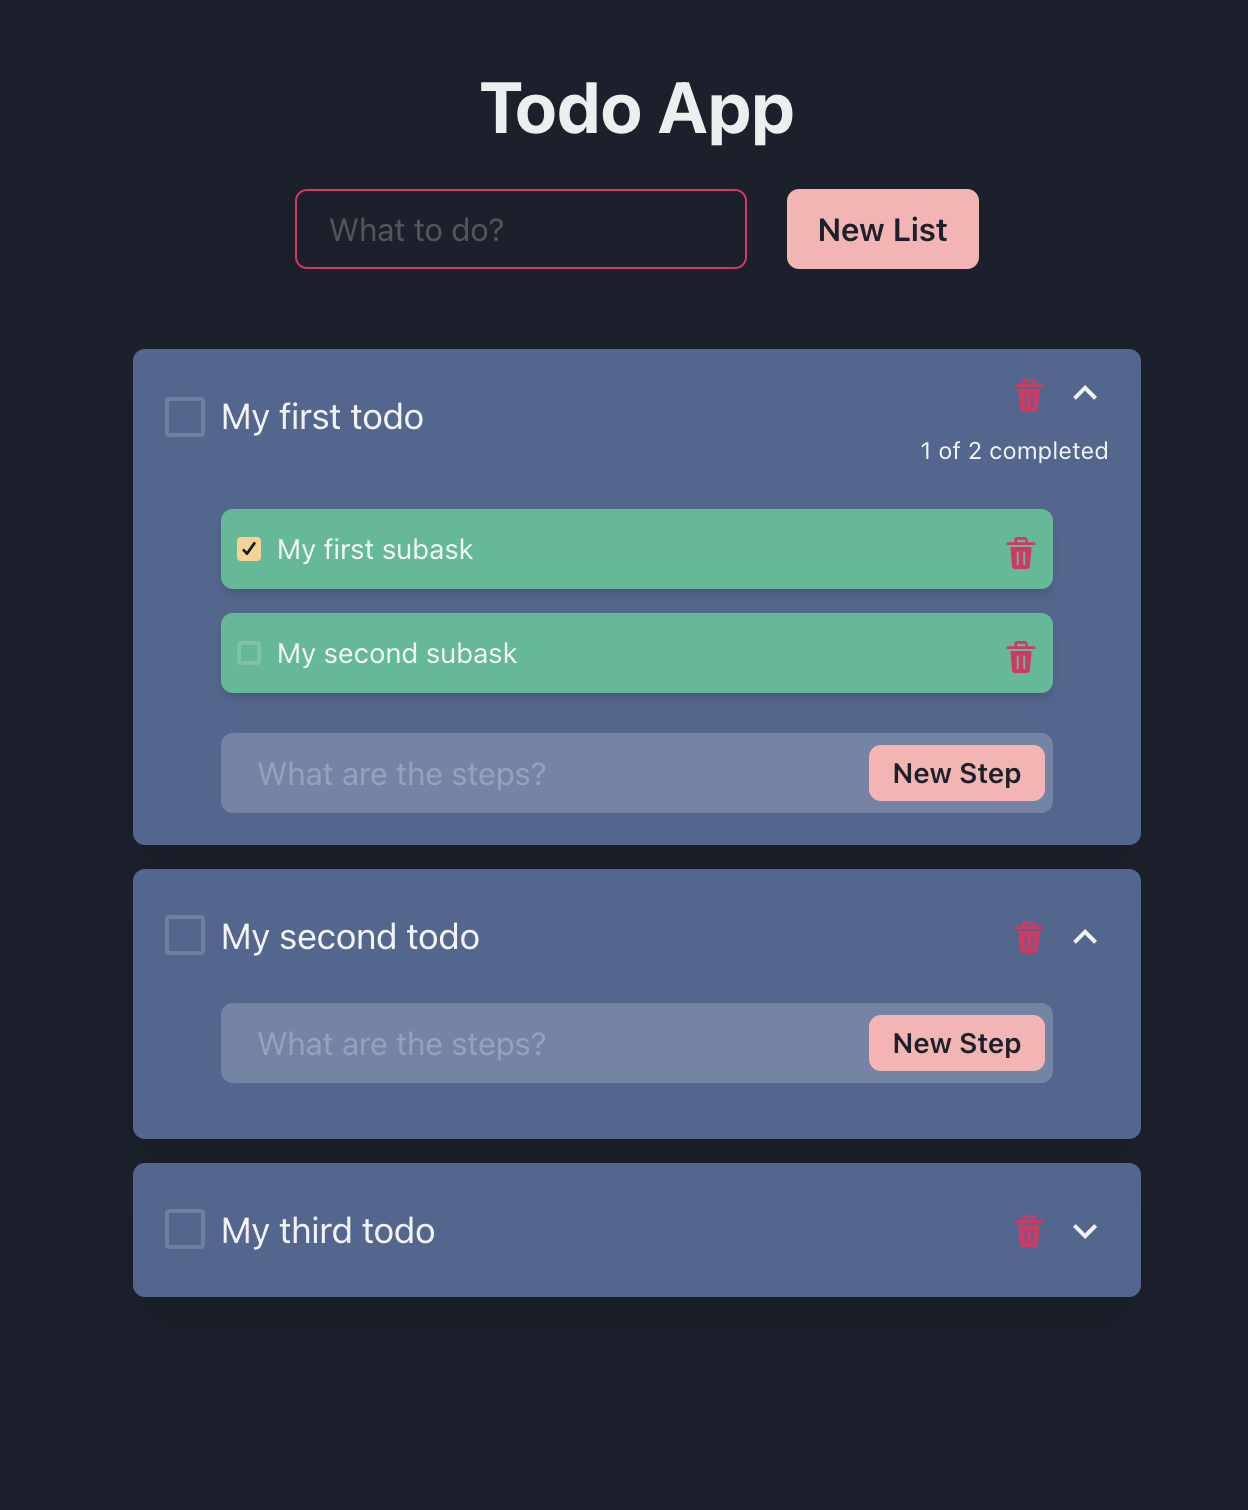 Todo App
What to do?
New List
My first todo
1 of 2 completed
My first subask
My second subask
What are the steps?
New Step
My second todo
What are the steps?
New Step
My third todo